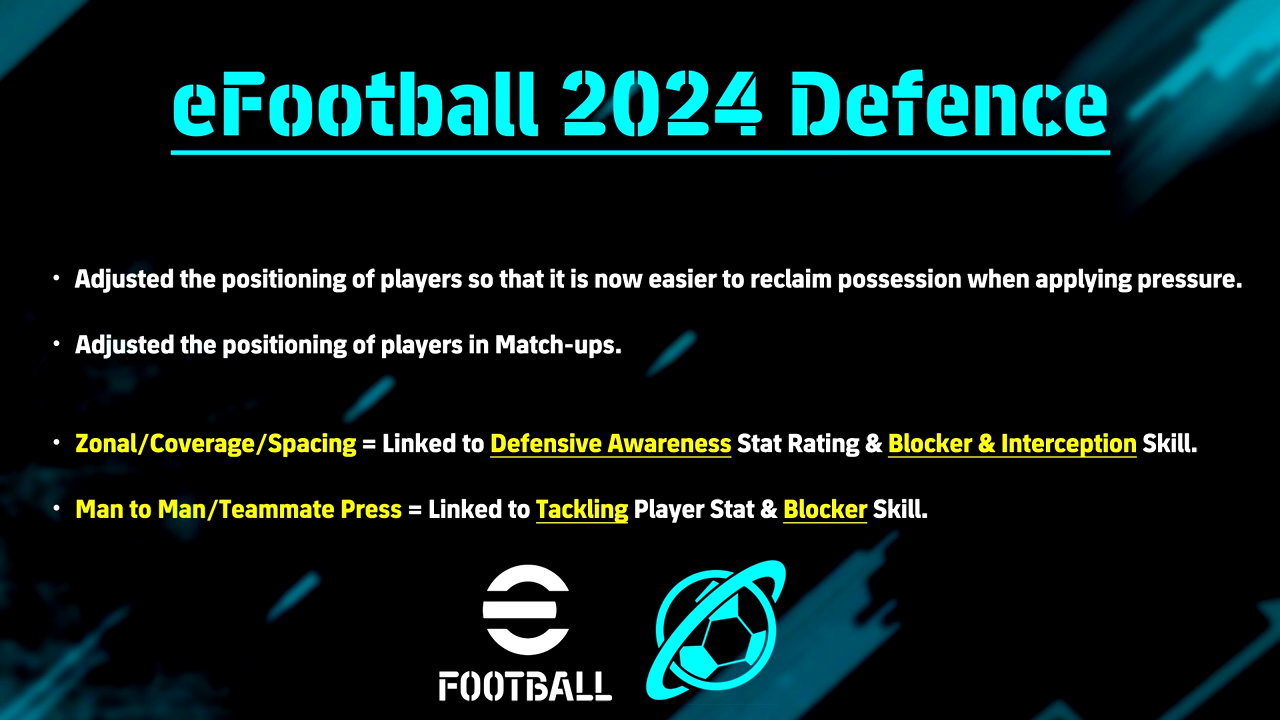 eFootball 2024 Defence
• Adjusted the positioning of players so that it is now easier to reclaim possession when applying pressure.
• Adjusted the positioning of players in Match-ups.
• Zonal/Coverage/Spacing = Linked to Defensive Awareness Stat Rating & Blocker & Interception Skill.
• Man to Man/Teammate Press = Linked to Tackling Player Stat & Blocker Skill.
FOOTBALL